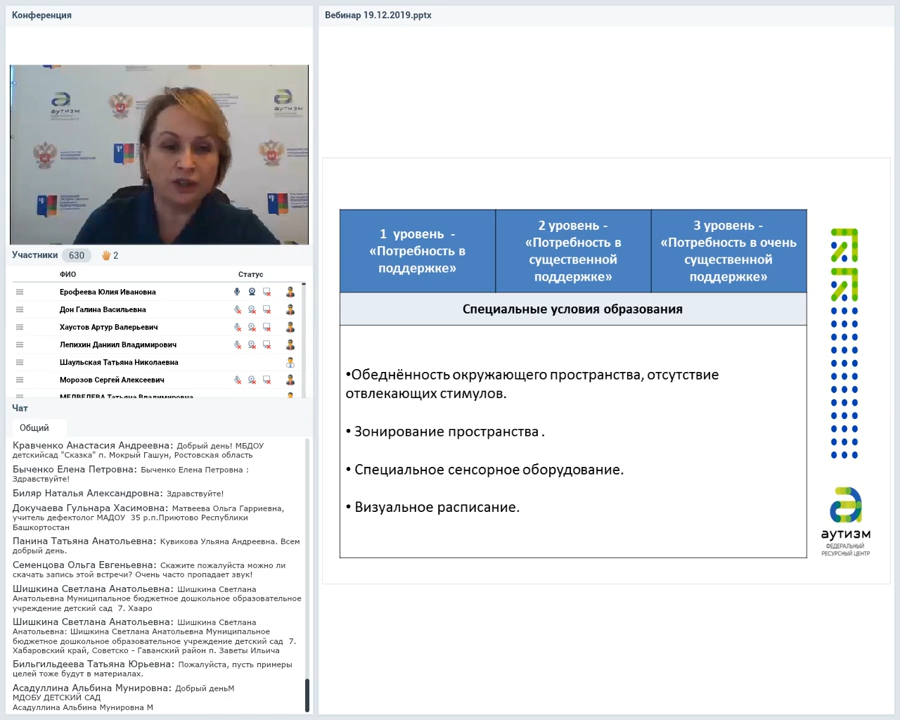 Конференция
Вебинар 19.12.2019.pptx
аутизм
аутизм
Участники 630 2
ФИО Статус
Ерофеева Юлия Ивановна
Дон Галина Васильевна
Хаустов Артур Валерьевич
Лепихин Даниил Владимирович
Шаульская Татьяна Николаевна
Морозов Сергей Алексеевич
МЕДВЕДЕВА Татьяна Владимировна
Чат
Общий
Кравченко Анастасия Андреевна: Добрый день! МБДОУ
детскийсад "Сказка" п. Мокрый Гашун, Ростовская область
Быченко Елена Петровна: Быченко Елена Петровна :
Здравствуйте!
Биляр Наталья Александровна: Здравствуйте!
Докучаева Гульнара Хасимовна: Матвеева Ольга Гарриевна,
учитель дефектолог МАДОУ 35 р.п.Приютово Республики
Башкортостан
Панина Татьяна Анатольевна: Кувикова Ульяна Андреевна. Всем
добрый день.
Семенцова Ольга Евгеньевна: Скажите пожалуйста можно ли
скачать запись этой встречи? Очень часто пропадает звук!
Шишкина Светлана Анатольевна: Шишкина Светлана
Анатольевна Муниципальное бюджетное дошкольное образовательное
учреждение детский сад 7. Хааро
Шишкина Светлана Анатольевна: Шишкина Светлана
Анатольевна: Шишкина Светлана Анатольевна Муниципальное
бюджетное дошкольное образовательное учреждение детский сад 7.
Хабаровский край, Советско - Гаванский район п. Заветы Ильича
Бильгильдеева Татьяна Юрьевна: Пожалуйста, пусть примеры
целей тоже будут в материалах.
Асадуллина Альбина Мунировна: Добрый деньМ
МДОБУ ДЕТСКИЙ САД
Асадуллина Альбина Мунировна М
1 уровень -
«Потребность в
поддержке»
2 уровень -
«Потребность в
существенной
поддержке»
3 уровень -
«Потребность в очень
существенной
поддержке»
Специальные условия образования
•Обеднённость окружающего пространства, отсутствие
отвлекающих стимулов.
• Зонирование пространства .
• Специальное сенсорное оборудование.
• Визуальное расписание.
аутизм
ФЕДЕРАЛЬНЫЙ
РЕСУРСНЫЙ ЦЕНТР